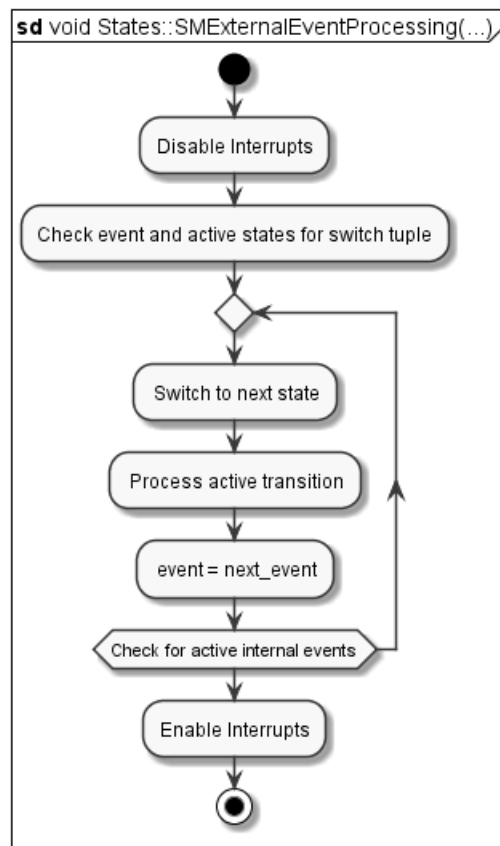 sd void States::SMExternalEventProcessing(...)
Disable Interrupts
Check event and active states for switch tuple
Switch to next state
Process active transition
event = next_event
Check for active internal events
Enable Interrupts